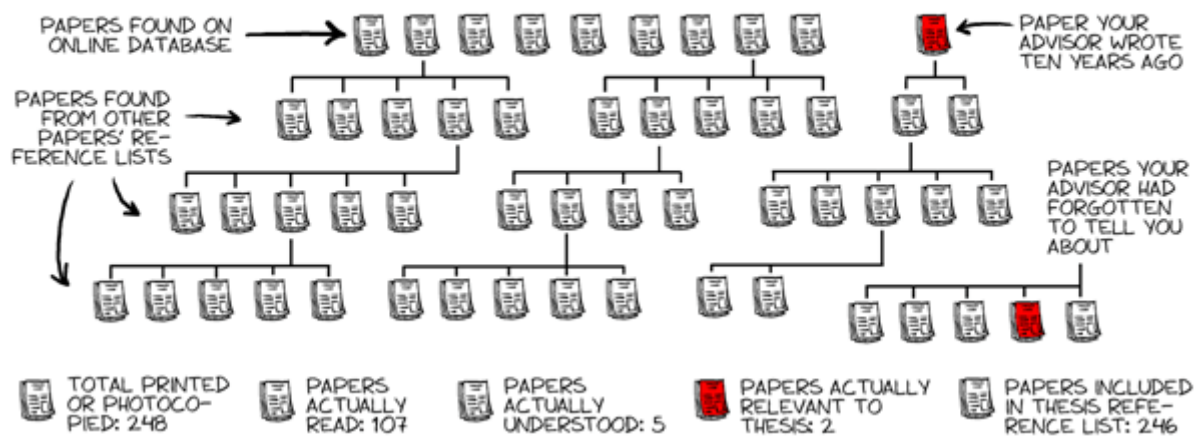 PAPERS FOUND ON
ONLINE DATABASE
PAPER YOUR
ADVISOR WROTE
TEN YEARS AGO
PAPERS FOUND
FROM OTHER
PAPERS' RE-
FERENCE LISTS
PAPERS YOUR
ADVISOR HAD
FORGOTTEN
TO TELL YOU
ABOUT
TOTAL PRINTED
OR PHOTOCO-
PIED: 248
PAPERS
ACTUALLY
READ: 107
PAPERS
ACTUALLY
UNDERSTOOD: 5
PAPERS ACTUALLY
RELEVANT TO
THESIS: 2
PAPERS INCLUDED
IN THESIS REFE-
RENCE LIST: 246